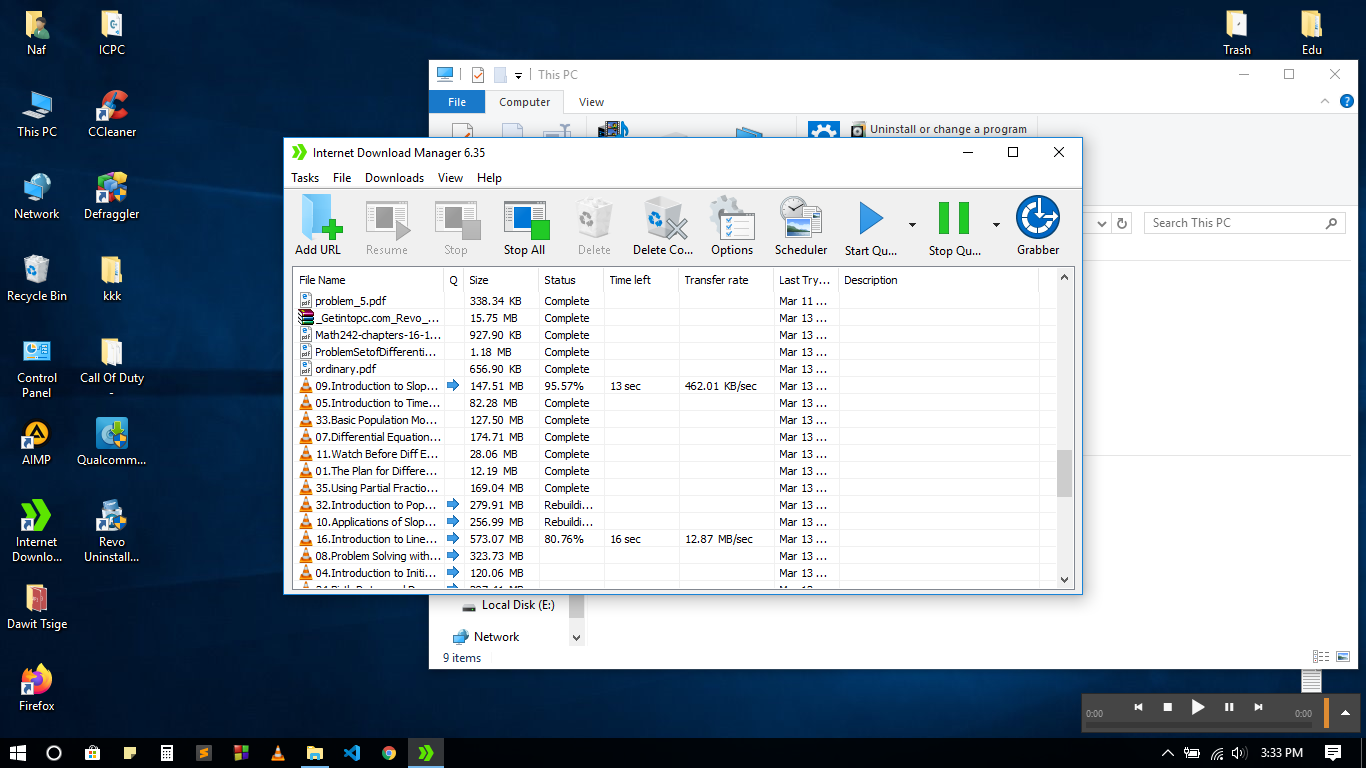 Naf
ICPC
This PC
CCleaner
Network
Defraggler
Recycle Bin
kkk
Control Panel
Call Of Duty -
AIMP
Qualcomm...
Internet Downlo...
Revo Uninstall...
Dawit Tsige
Firefox
Trash
Edu
This PC
File Computer View
Uninstall or change a program
Search This PC
Internet Download Manager 6.35
Tasks File Downloads View Help
Add URL Resume Stop Stop All Delete Delete Co... Options Scheduler Start Qu... Stop Qu... Grabber
File Name Q Size Status Time left Transfer rate Last Try... Description
problem_5.pdf 338.34 KB Complete Mar 11 ...
_Getintopc.com_Revo_... 15.75 MB Complete Mar 13 ...
Math242-chapters-16-1... 927.90 KB Complete Mar 13 ...
ProblemSetofDifferenti... 1.18 MB Complete Mar 13 ...
ordinary.pdf 656.90 KB Complete Mar 13 ...
09.Introduction to Slop... 147.51 MB 95.57% 13 sec 462.01 KB/sec Mar 13 ...
05.Introduction to Time... 82.28 MB Complete Mar 13 ...
33.Basic Population Mo... 127.50 MB Complete Mar 13 ...
07.Differential Equation... 174.71 MB Complete Mar 13 ...
11.Watch Before Diff E... 28.06 MB Complete Mar 13 ...
01.The Plan for Differe... 12.19 MB Complete Mar 13 ...
35.Using Partial Fractio... 169.04 MB Complete Mar 13 ...
32.Introduction to Pop... 279.91 MB Rebuildi... Mar 13 ...
10.Applications of Slop... 256.99 MB Rebuildi... Mar 13 ...
16.Introduction to Line... 573.07 MB 80.76% 16 sec 12.87 MB/sec Mar 13 ...
08.Problem Solving with... 323.73 MB Mar 13 ...
04.Introduction to Initi... 120.06 MB Mar 13 ...
Local Disk (E:)
Network
9 items
0:00 0:00
3:33 PM